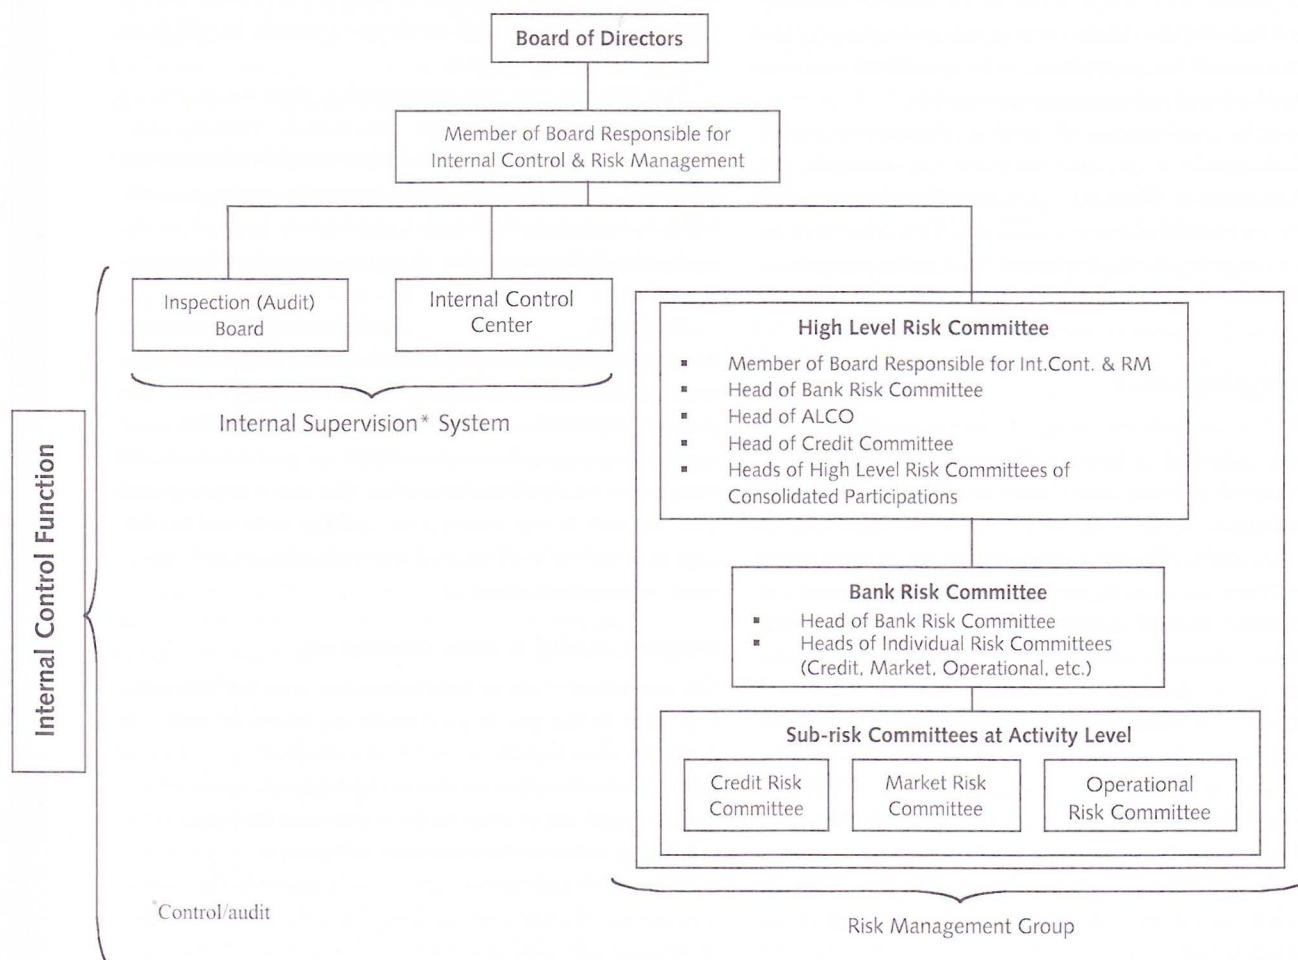 Board of Directors
Member of Board Responsible for
Internal Control & Risk Management
Inspection (Audit)
Board
Internal Control
Center
Internal Supervision* System
Internal Control Function
High Level Risk Committee
▪ Member of Board Responsible for Int.Cont. & RM
▪ Head of Bank Risk Committee
▪ Head of ALCO
▪ Head of Credit Committee
▪ Heads of High Level Risk Committees of
Consolidated Participations
Bank Risk Committee
▪ Head of Bank Risk Committee
▪ Heads of Individual Risk Committees
(Credit, Market, Operational, etc.)
Sub-risk Committees at Activity Level
Credit Risk
Committee
Market Risk
Committee
Operational
Risk Committee
*Control/audit
Risk Management Group